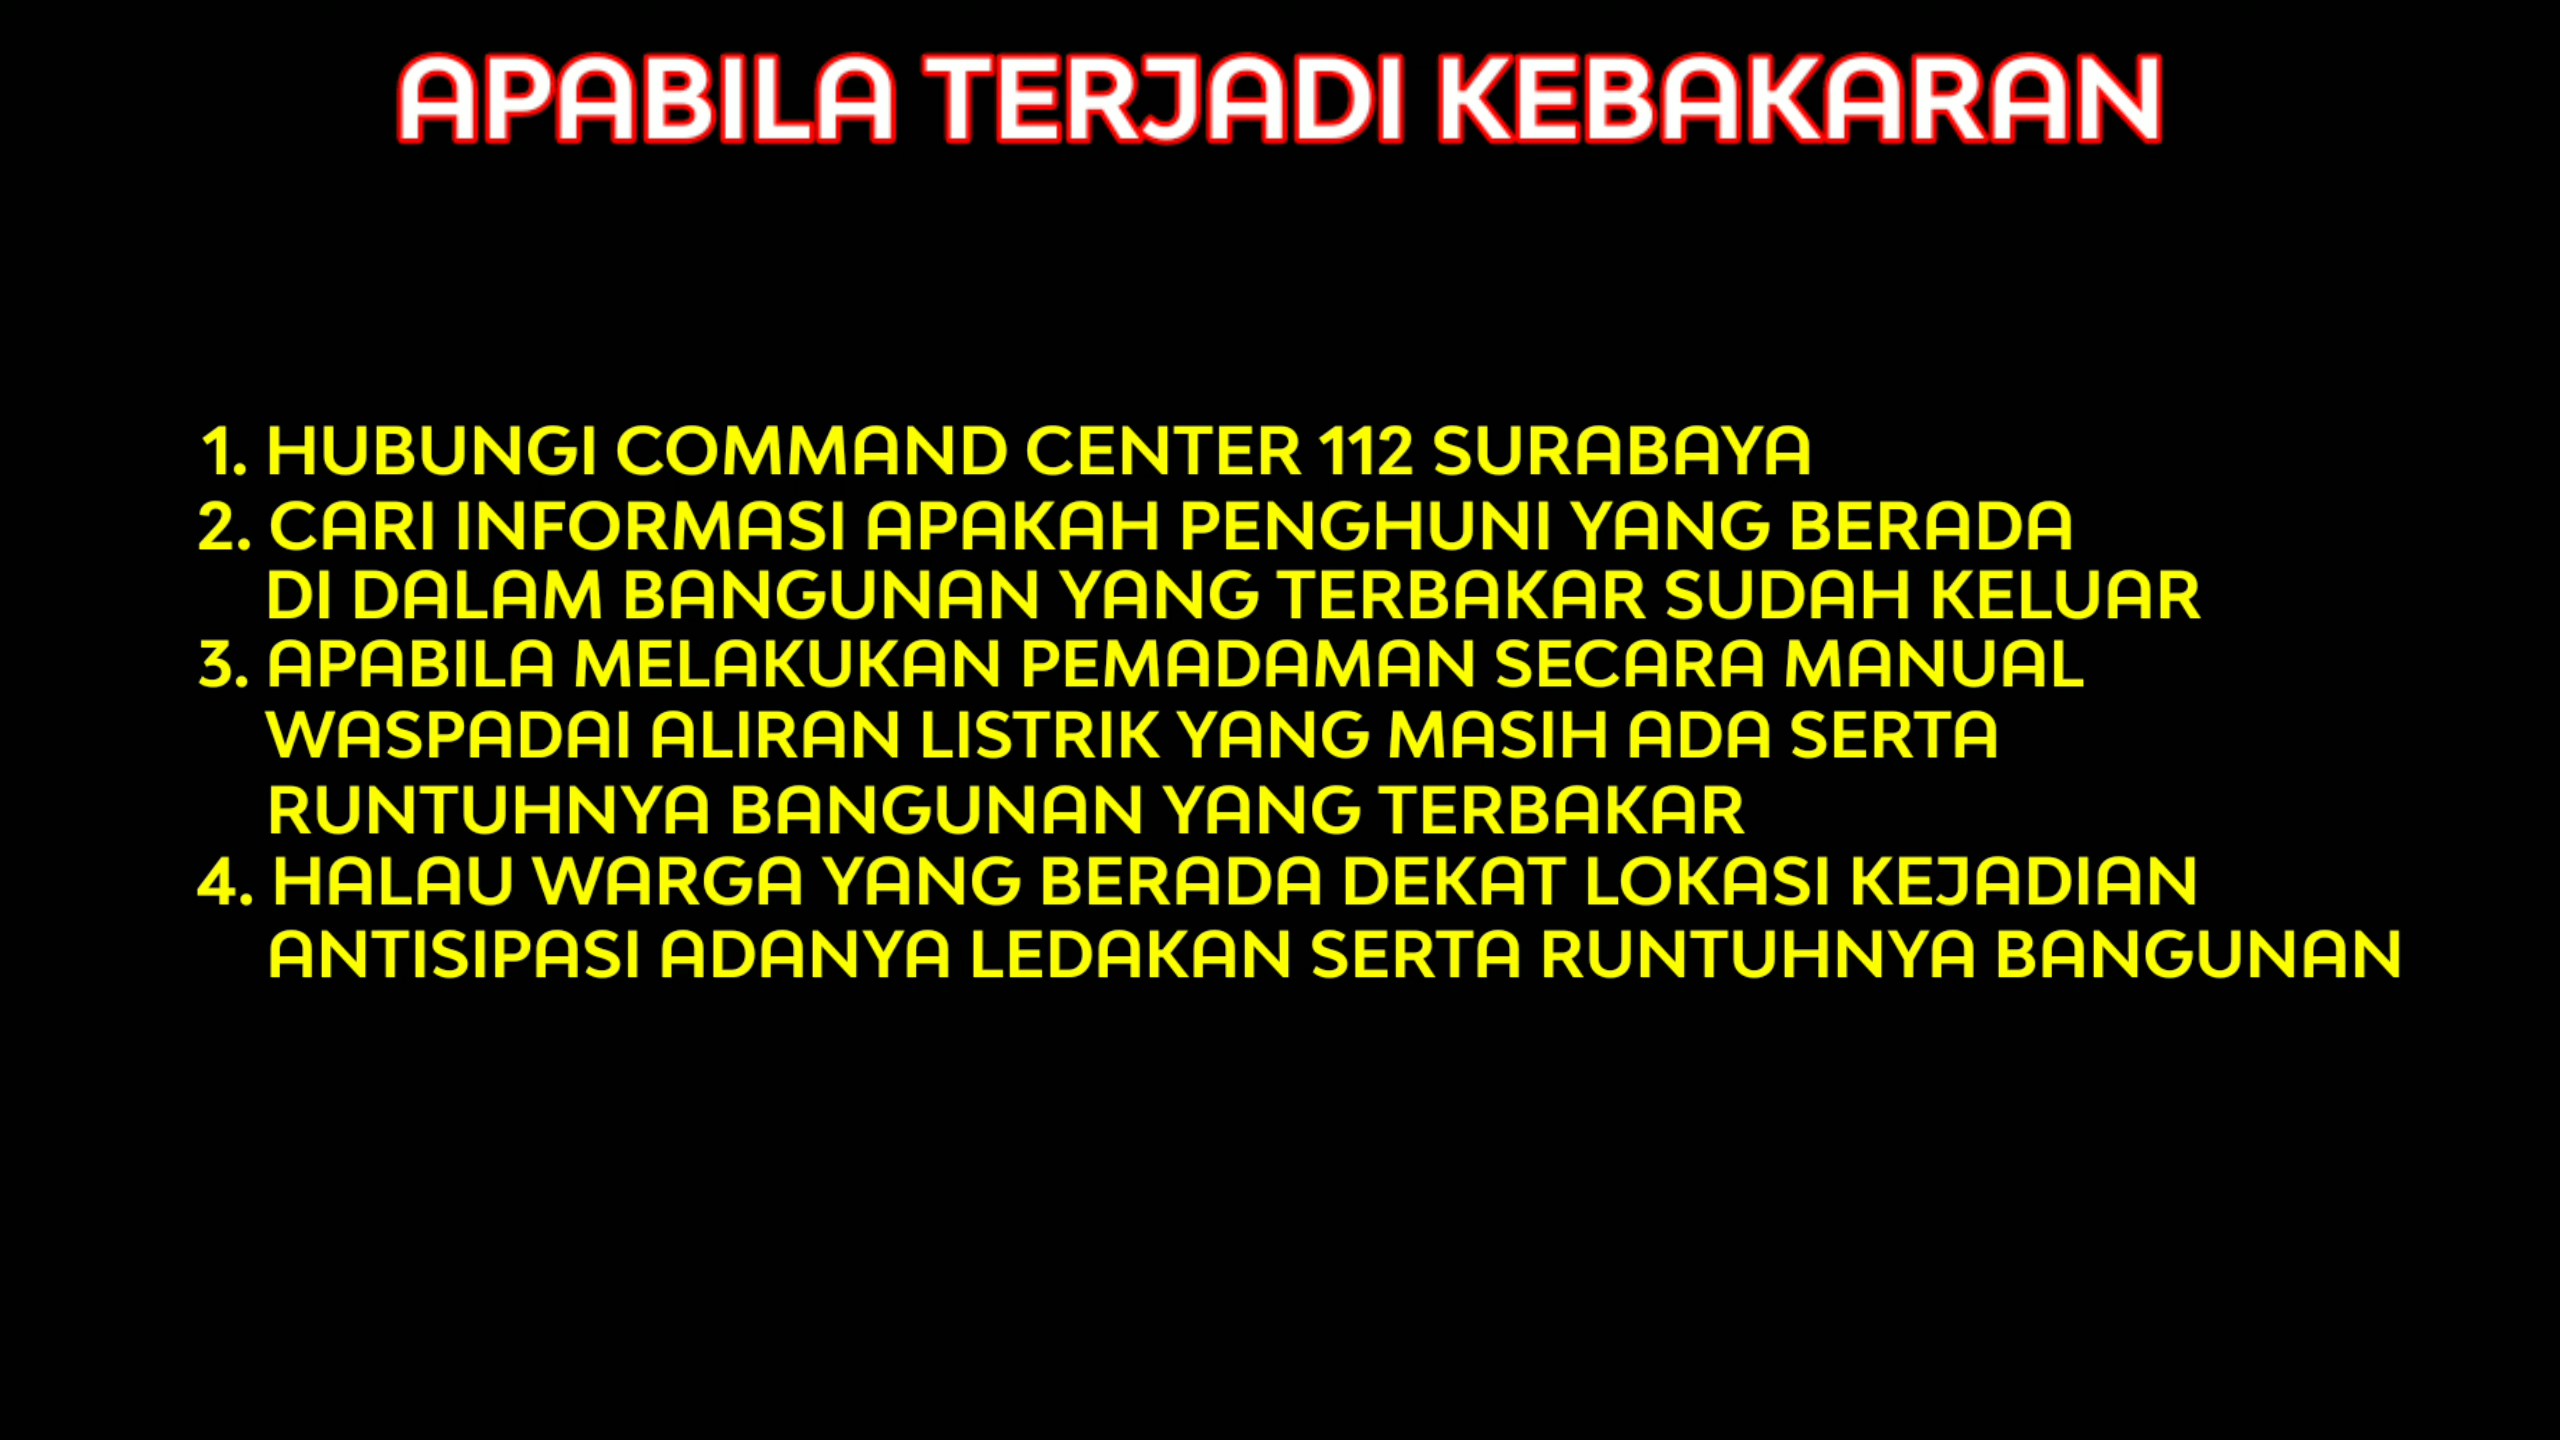 APABILA TERJADI KEBAKARAN
1. HUBUNGI COMMAND CENTER 112 SURABAYA
2. CARI INFORMASI APAKAH PENGHUNI YANG BERADA
DI DALAM BANGUNAN YANG TERBAKAR SUDAH KELUAR
3. APABILA MELAKUKAN PEMADAMAN SECARA MANUAL
WASPADAI ALIRAN LISTRIK YANG MASIH ADA SERTA
RUNTUHNYA BANGUNAN YANG TERBAKAR
4. HALAU WARGA YANG BERADA DEKAT LOKASI KEJADIAN
ANTISIPASI ADANYA LEDAKAN SERTA RUNTUHNYA BANGUNAN